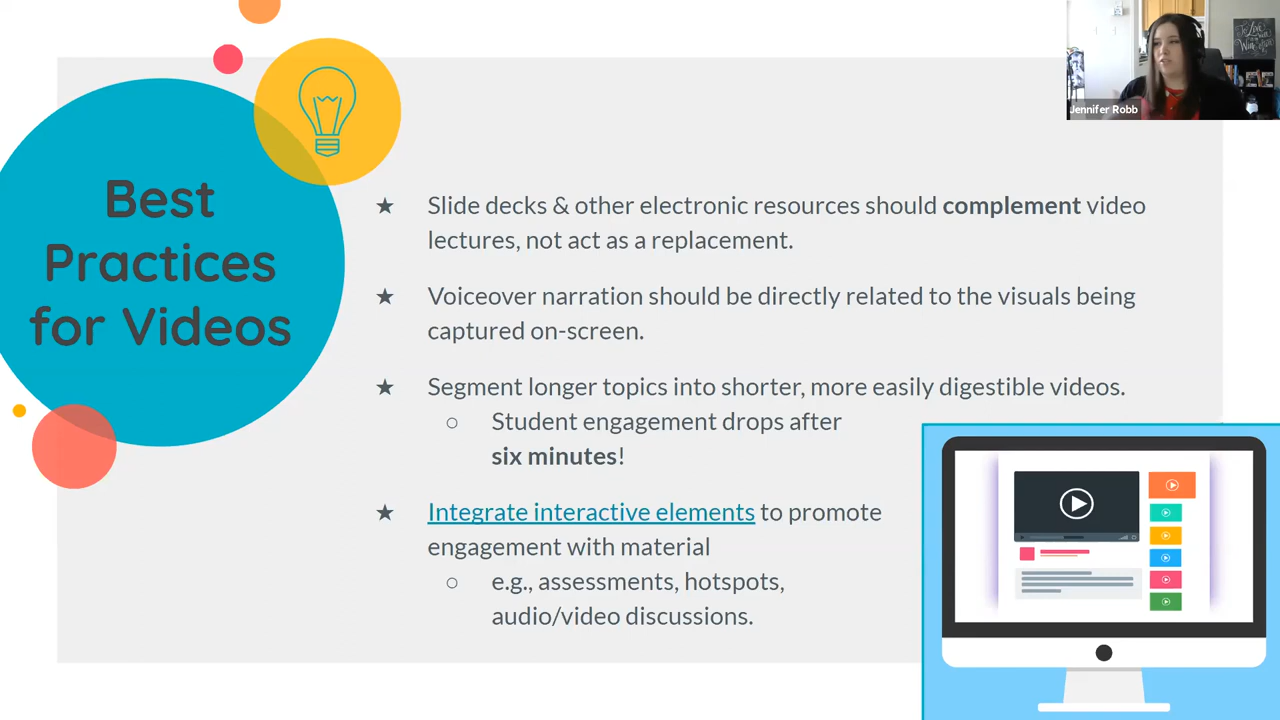 Best
Practices
for Videos
★ Slide decks & other electronic resources should complement video
lectures, not act as a replacement.
★ Voiceover narration should be directly related to the visuals being
captured on-screen.
★ Segment longer topics into shorter, more easily digestible videos.
○ Student engagement drops after
six minutes!
★ Integrate interactive elements to promote
engagement with material
○ e.g., assessments, hotspots,
audio/video discussions.
Jennifer Robb